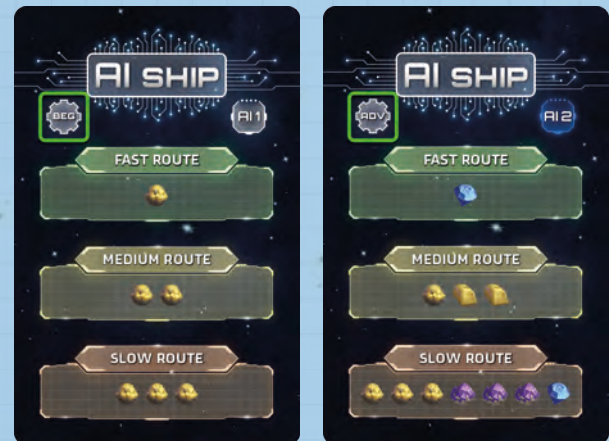 AI SHIP
BEG
AI 1
FAST ROUTE
MEDIUM ROUTE
SLOW ROUTE
AI SHIP
ADV
AI 2
FAST ROUTE
MEDIUM ROUTE
SLOW ROUTE